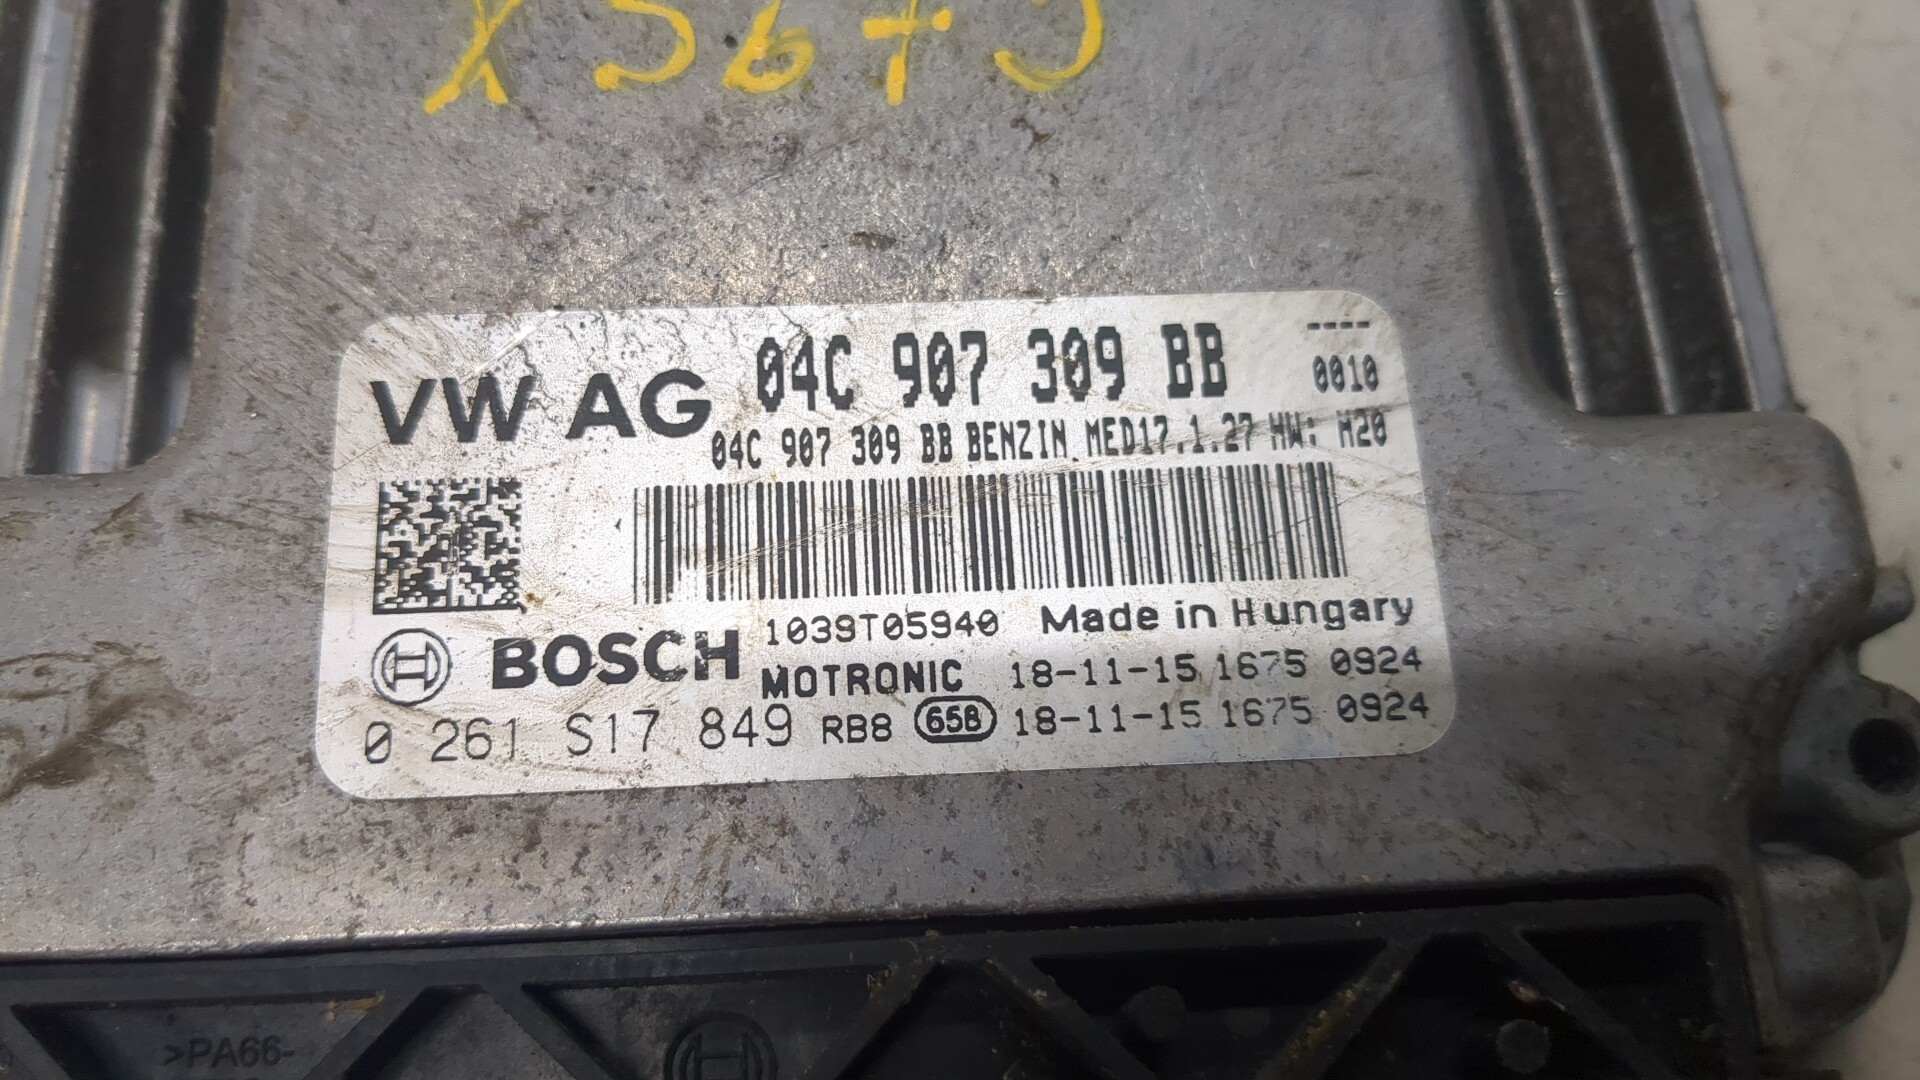 X5675
VW AG 04C 907 309 BB ----
0010
04C 907 309 BB BENZIN MED17.1.27 HW: H20
BOSCH 1039T05940 Made in Hungary
MOTRONIC 18-11-15 1675 0924
0 261 S17 849 RB8 658 18-11-15 1675 0924
>PA66-